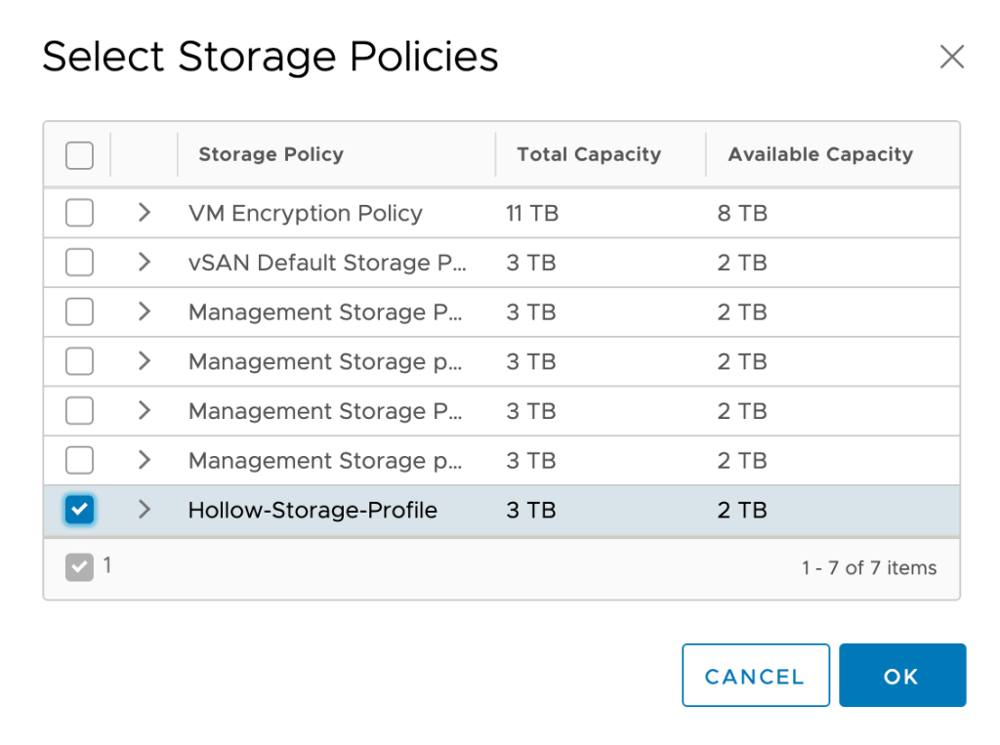 Select Storage Policies
Storage Policy Total Capacity Available Capacity
VM Encryption Policy 11 TB 8 TB
vSAN Default Storage P... 3 TB 2 TB
Management Storage P... 3 TB 2 TB
Management Storage p... 3 TB 2 TB
Management Storage P... 3 TB 2 TB
Management Storage p... 3 TB 2 TB
Hollow-Storage-Profile 3 TB 2 TB
1 1 - 7 of 7 items
CANCEL OK